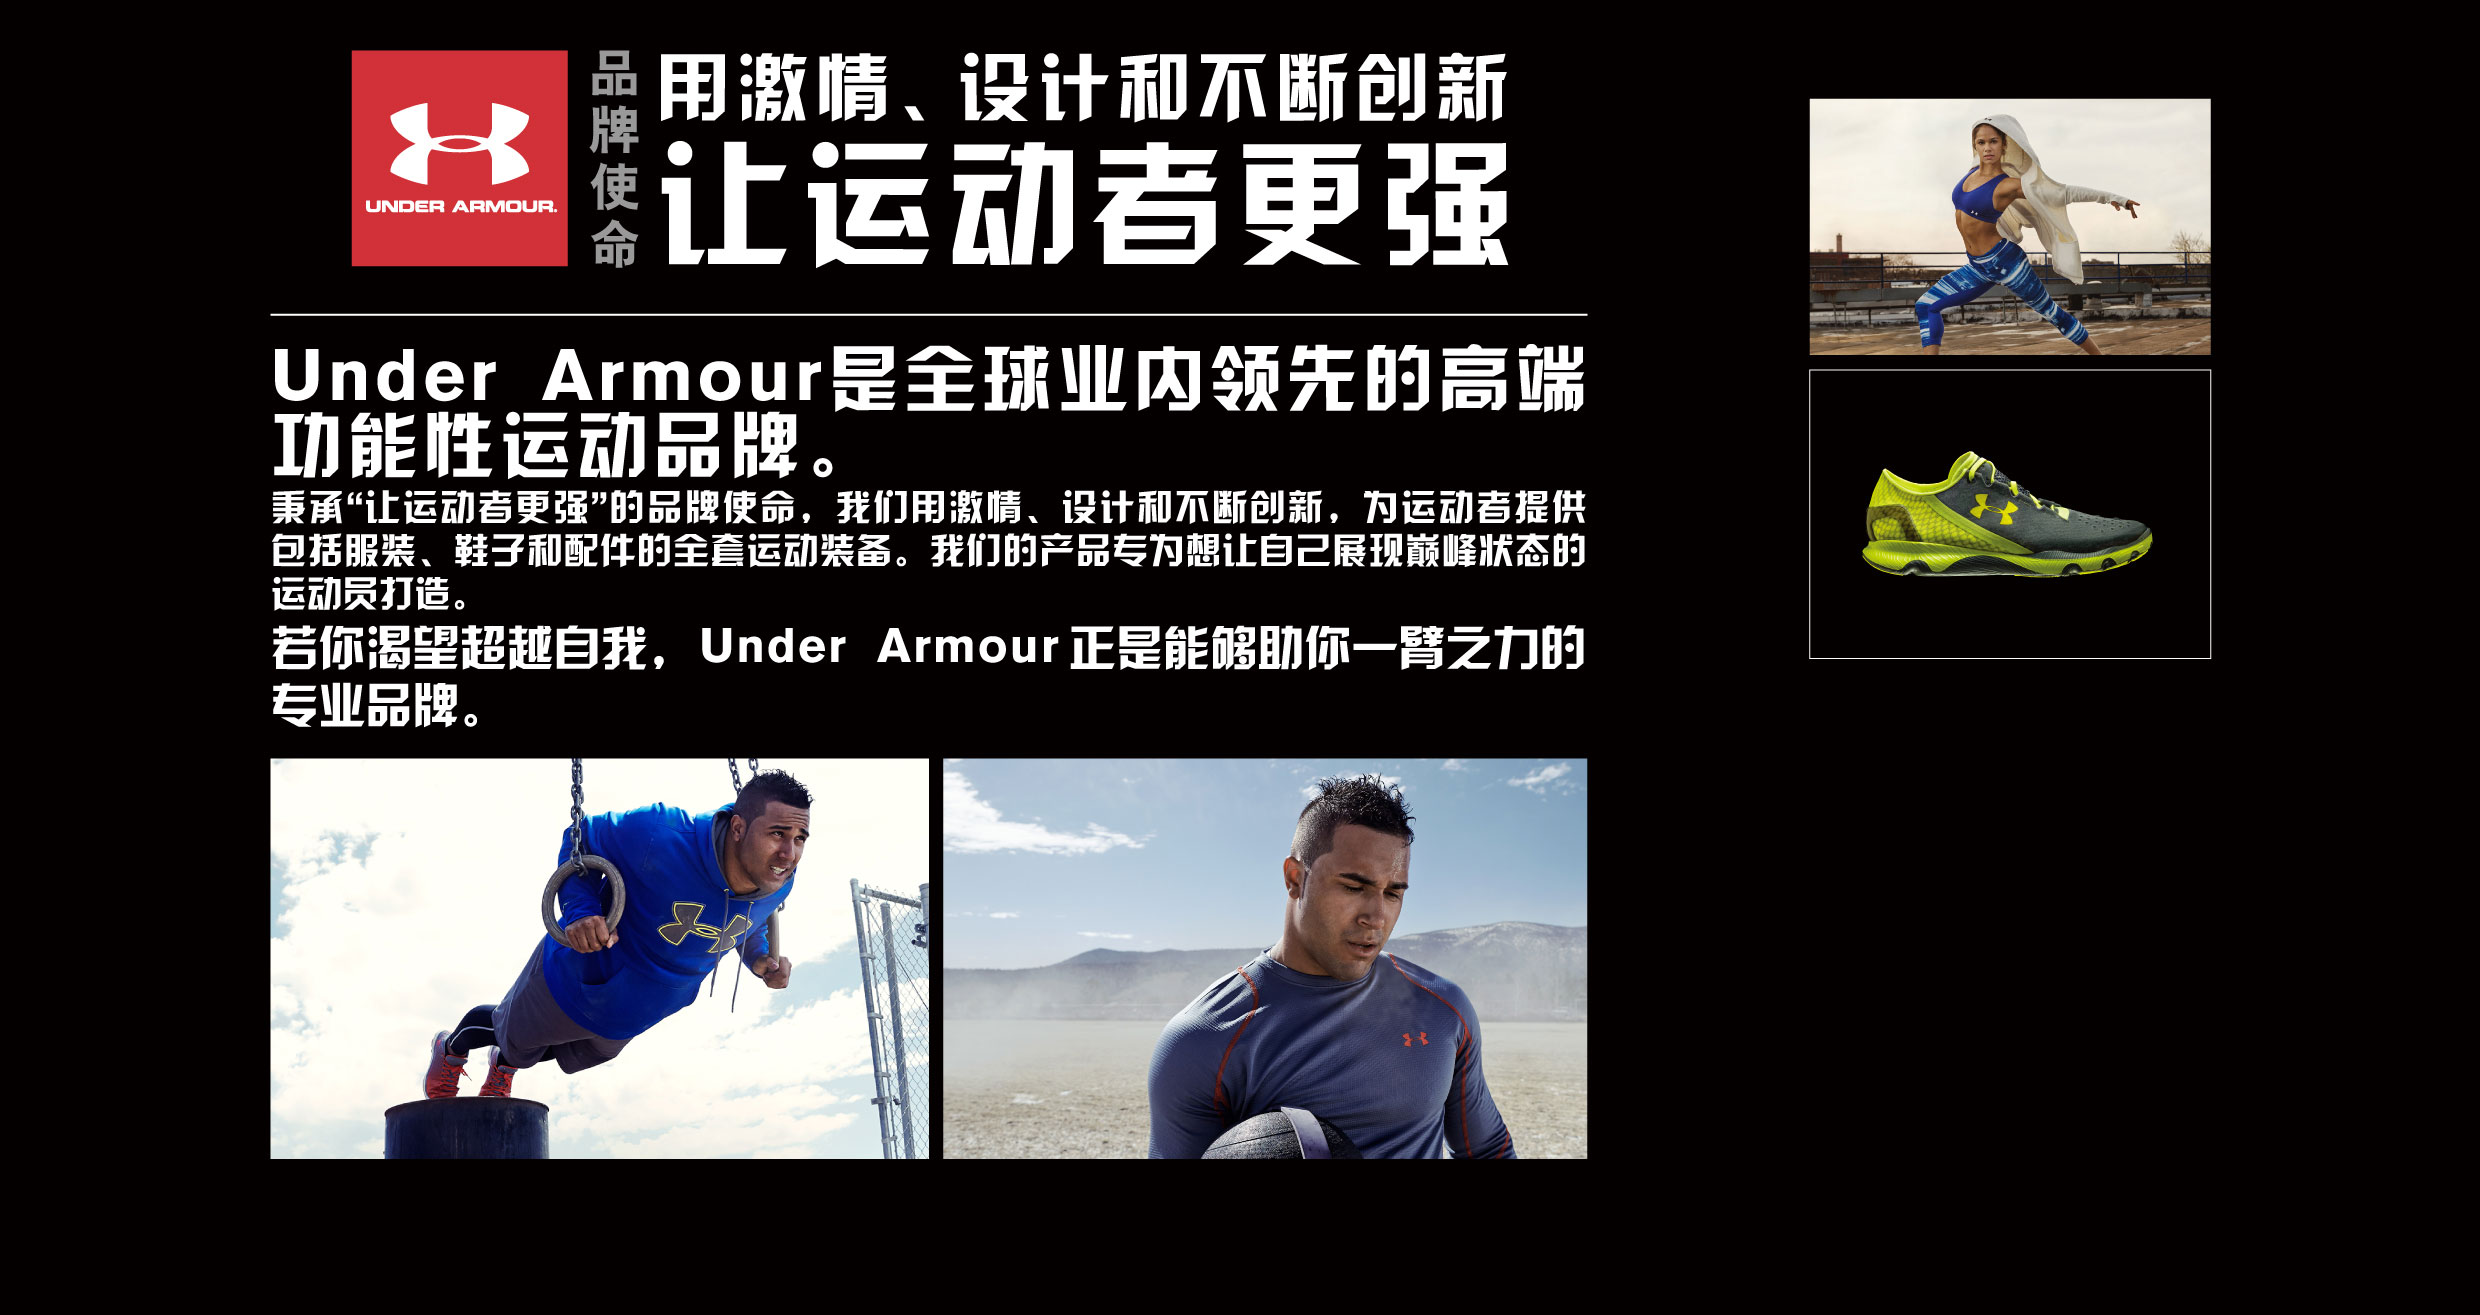 UNDER ARMOUR.
品牌使命
用激情、设计和不断创新
让运动者更强
Under Armour是全球业内领先的高端
功能性运动品牌。
秉承“让运动者更强”的品牌使命，我们用激情、设计和不断创新，为运动者提供
包括服装、鞋子和配件的全套运动装备。我们的产品专为想让自己展现巅峰状态的
运动员打造。
若你渴望超越自我，Under Armour正是能够助你一臂之力的
专业品牌。